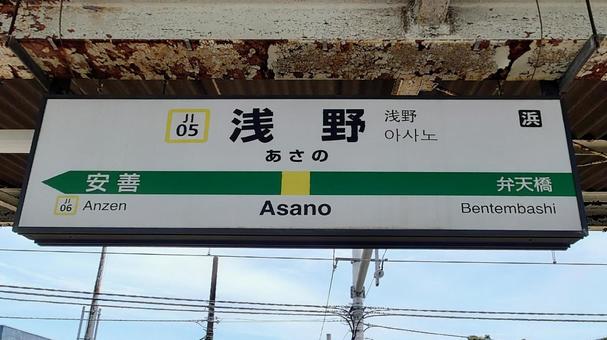 JI
05
浅野
浅野
아사노
浜
あさの
安善
弁天橋
JI
06
Anzen
Asano
Bentembashi